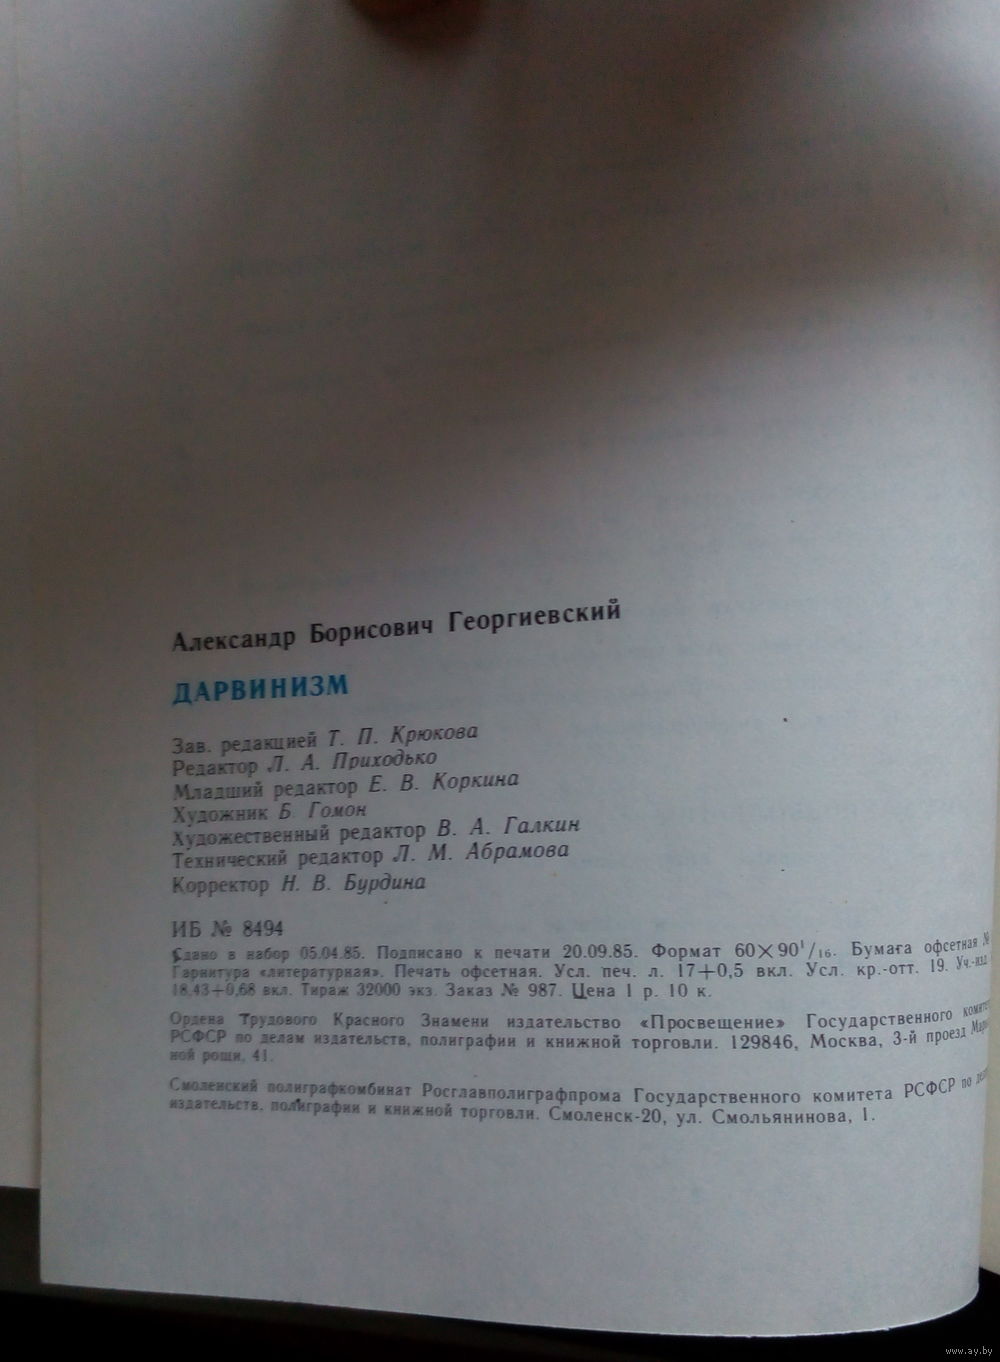 Александр Борисович Георгиевский
ДАРВИНИЗМ
Зав. редакцией Т. П. Крюкова
Редактор Л. А. Приходько
Младший редактор Е. В. Коркина
Художник Б. Гомон
Художественный редактор В. А. Галкин
Технический редактор Л. М. Абрамова
Корректор Н. В. Бурдина
ИБ № 8494
Сдано в набор 05.04.85. Подписано к печати 20.09.85. Формат 60×90¹/₁₆. Бумага офсетная №
Гарнитура «литературная». Печать офсетная. Усл. печ. л. 17+0,5 вкл. Усл. кр.-отт. 19. Уч.-изд
18,43+0,68 вкл. Тираж 32000 экз. Заказ № 987. Цена 1 р. 10 к.
Ордена Трудового Красного Знамени издательство «Просвещение» Государственного
РСФСР по делам издательств, полиграфии и книжной торговли. 129846, Москва, 3-й проезд
ной рощи, 41.
Смоленский полиграфкомбинат Росглавполиграфпрома Государственного комитета РСФСР по
издательств, полиграфии и книжной торговли. Смоленск-20, ул. Смольянинова, 1.
www.ay.by